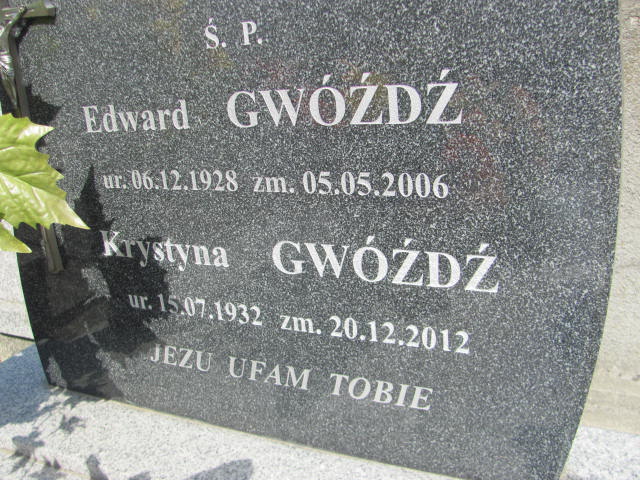 Ś. P.
Edward GWÓŹDŹ
ur. 06.12.1928 zm. 05.05.2006
Krystyna GWÓŹDŹ
ur. 15.07.1932 zm. 20.12.2012
JEZU UFAM TOBIE